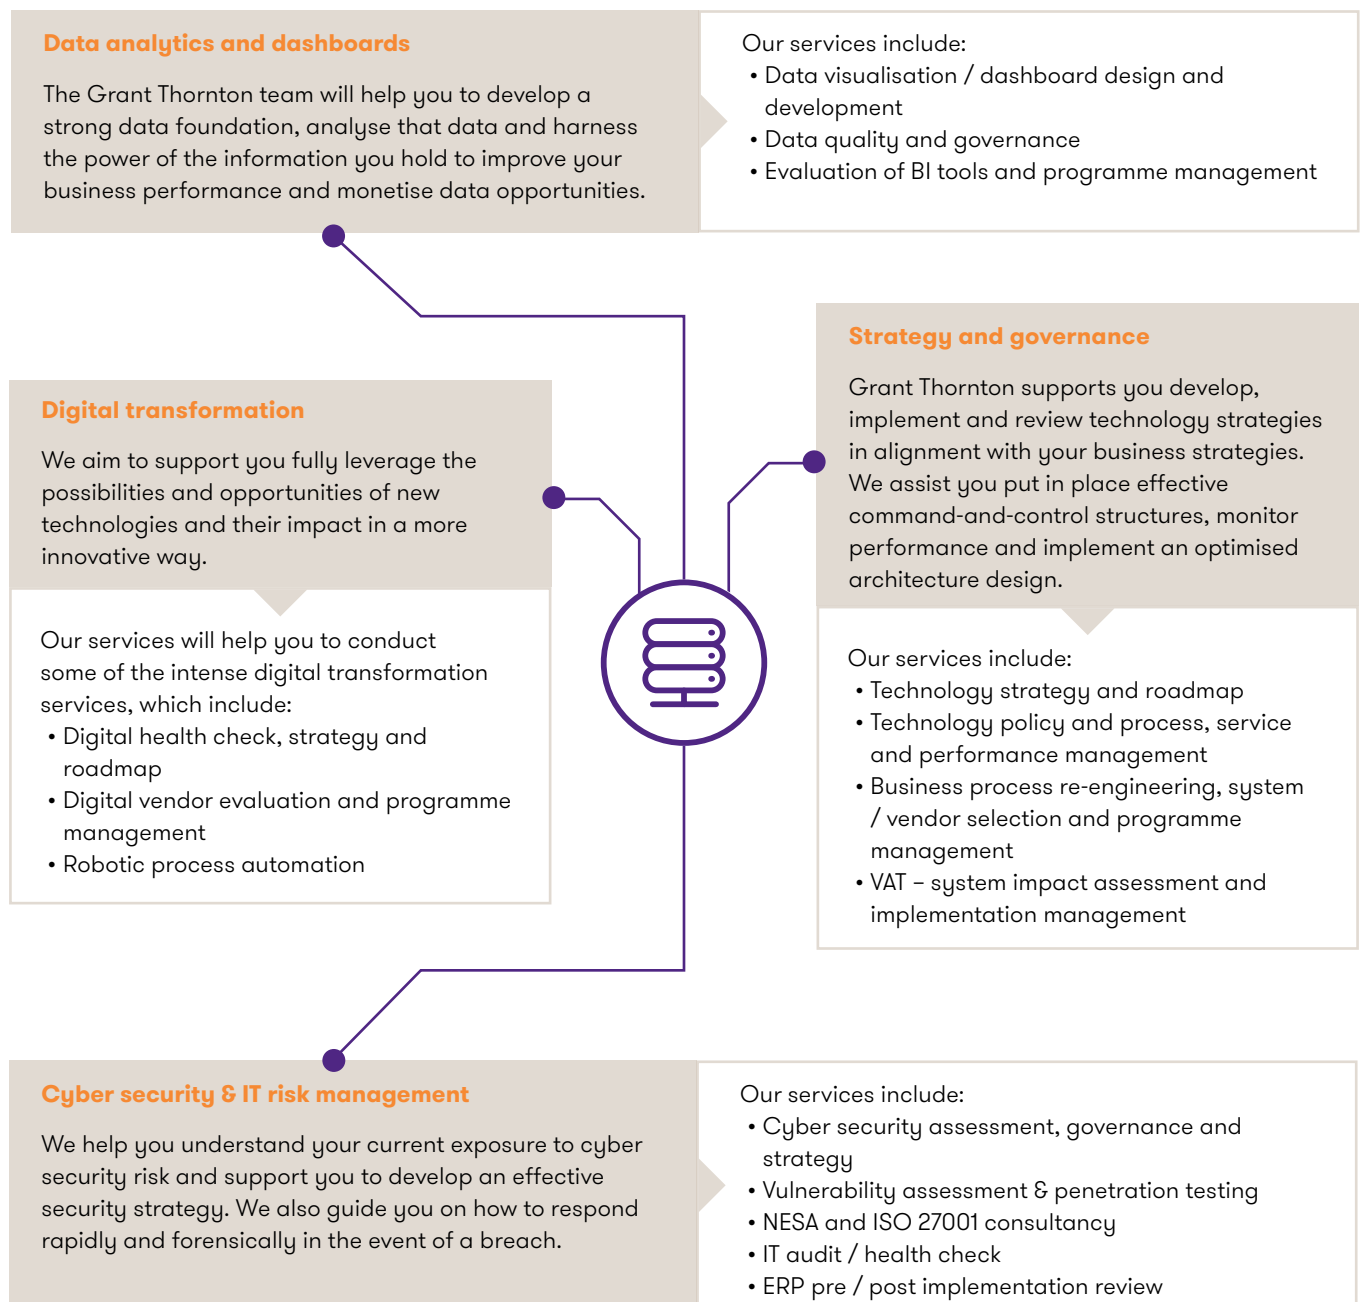 Data analytics and dashboards
The Grant Thornton team will help you to develop a
strong data foundation, analyse that data and harness
the power of the information you hold to improve your
business performance and monetise data opportunities.
Our services include:
• Data visualisation / dashboard design and
development
• Data quality and governance
• Evaluation of BI tools and programme management
Digital transformation
We aim to support you fully leverage the
possibilities and opportunities of new
technologies and their impact in a more
innovative way.
Our services will help you to conduct
some of the intense digital transformation
services, which include:
• Digital health check, strategy and
roadmap
• Digital vendor evaluation and programme
management
• Robotic process automation
Strategy and governance
Grant Thornton supports you develop,
implement and review technology strategies
in alignment with your business strategies.
We assist you put in place effective
command-and-control structures, monitor
performance and implement an optimised
architecture design.
Our services include:
• Technology strategy and roadmap
• Technology policy and process, service
and performance management
• Business process re-engineering, system
/ vendor selection and programme
management
• VAT – system impact assessment and
implementation management
Cyber security & IT risk management
We help you understand your current exposure to cyber
security risk and support you to develop an effective
security strategy. We also guide you on how to respond
rapidly and forensically in the event of a breach.
Our services include:
• Cyber security assessment, governance and
strategy
• Vulnerability assessment & penetration testing
• NESA and ISO 27001 consultancy
• IT audit / health check
• ERP pre / post implementation review